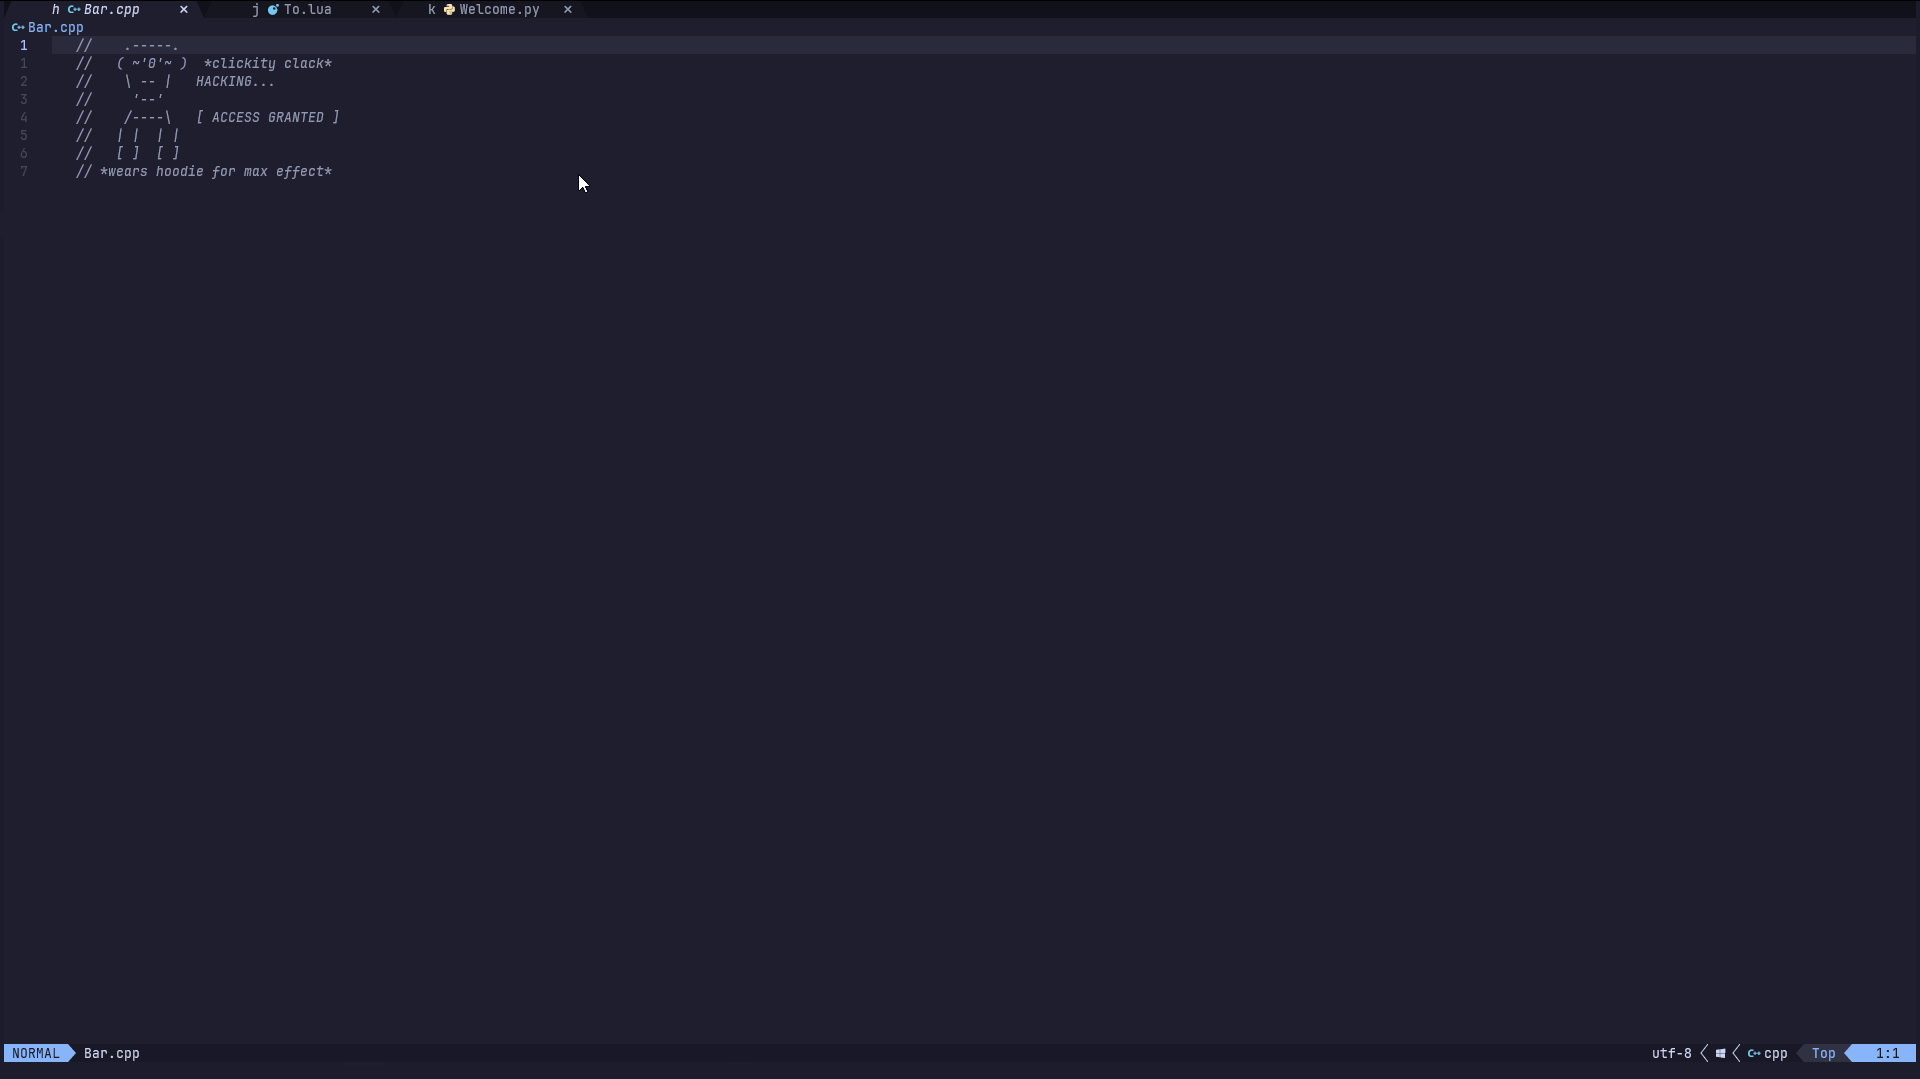 h Bar.cpp × j To.lua × k Welcome.py ×
Bar.cpp
1 //    .-----.
1 //   ( ~'0'~ )  *clickity clack*
2 //    \ -- |   HACKING...
3 //     '--'
4 //    /----\   [ ACCESS GRANTED ]
5 //   | |  | |
6 //   [ ]  [ ]
7 // *wears hoodie for max effect*
NORMAL Bar.cpp utf-8 cpp Top 1:1